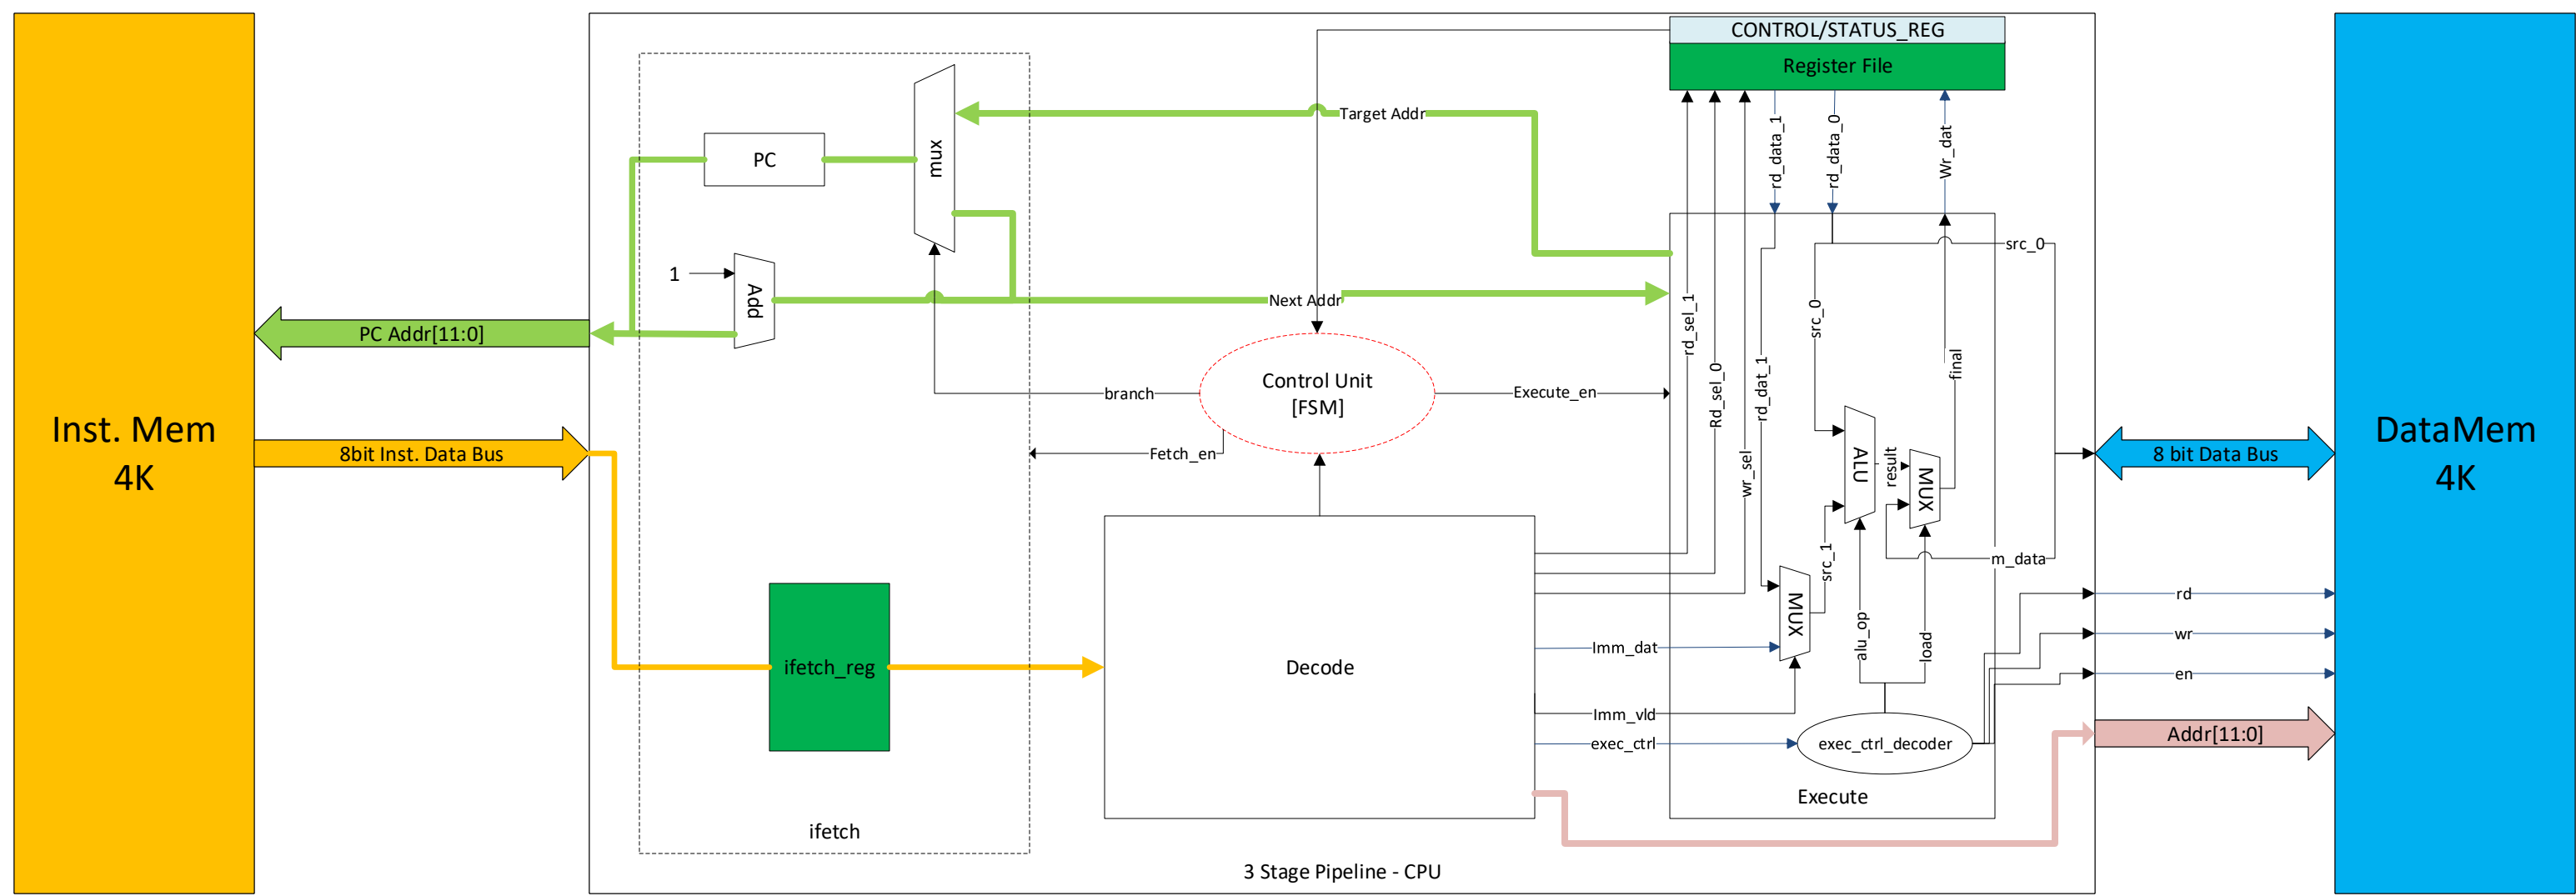 CONTROL/STATUS_REG
Register File
Target Addr
PC
mux
rd_data_1
rd_data_0
Wr_dat
src_0
1
Add
Next Addr
PC Addr[11:0]
rd_sel_1
Rd_sel_0
wr_sel
rd_dat_1
src_0
final
Control Unit
[FSM]
branch
Execute_en
Fetch_en
Inst. Mem
4K
8bit Inst. Data Bus
ALU
result
MUX
8 bit Data Bus
DataMem
4K
m_data
src_1
MUX
alu_op
load
rd
wr
en
Imm_dat
ifetch_reg
Decode
Imm_vld
exec_ctrl
exec_ctrl_decoder
Addr[11:0]
Execute
ifetch
3 Stage Pipeline - CPU